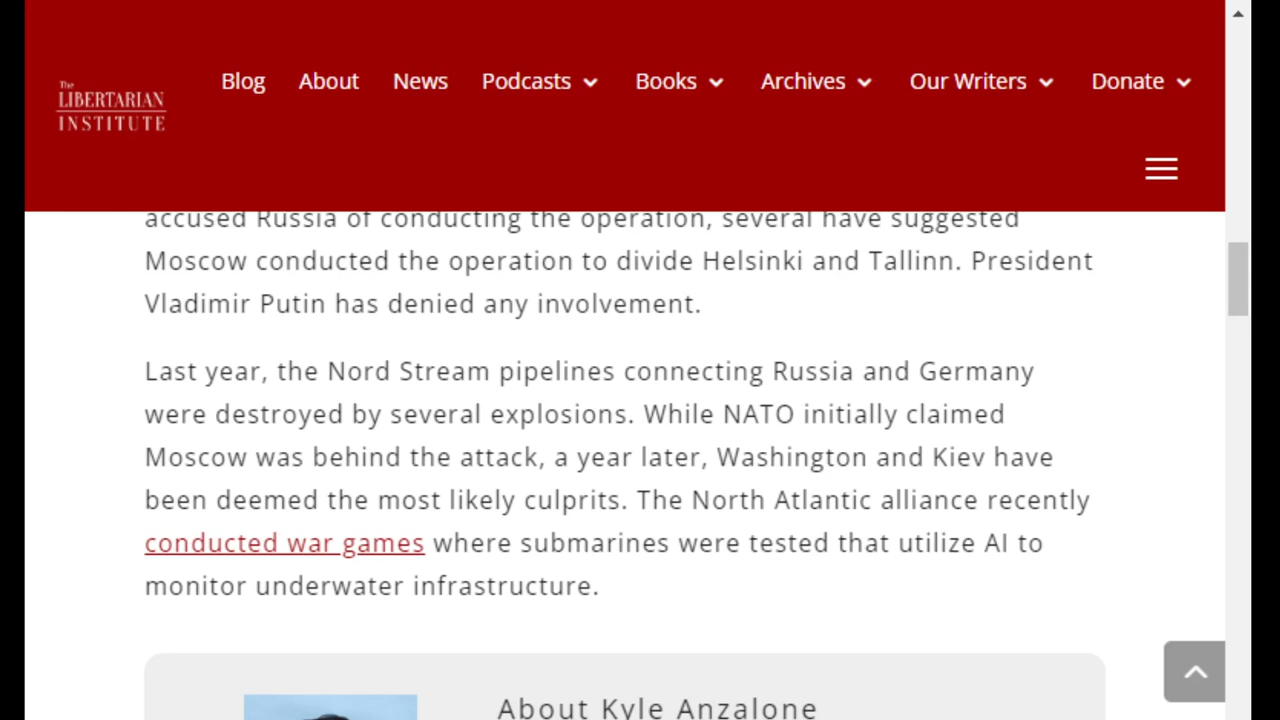 The
LIBERTARIAN
INSTITUTE
Blog About News Podcasts Books Archives Our Writers Donate
accused Russia of conducting the operation, several have suggested
Moscow conducted the operation to divide Helsinki and Tallinn. President
Vladimir Putin has denied any involvement.
Last year, the Nord Stream pipelines connecting Russia and Germany
were destroyed by several explosions. While NATO initially claimed
Moscow was behind the attack, a year later, Washington and Kiev have
been deemed the most likely culprits. The North Atlantic alliance recently
conducted war games where submarines were tested that utilize AI to
monitor underwater infrastructure.
About Kyle Anzalone